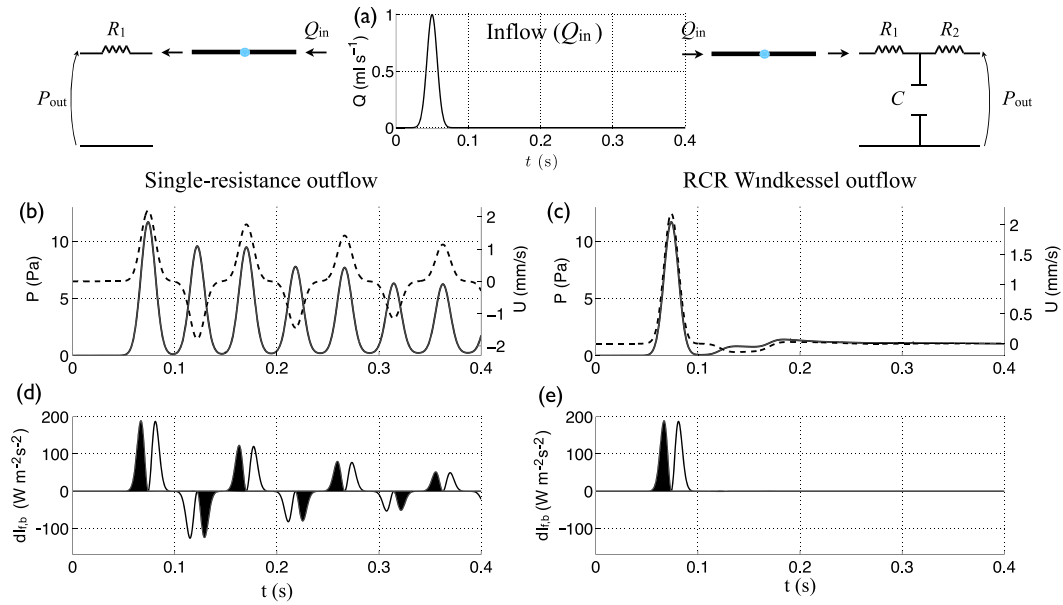 (a)
Inflow (Qin)
Q (ml s-1)
1
0.5
0
0 0.1 0.2 0.3 0.4
t (s)
R1
Qin
Pout
Qin
R1 R2
C
Pout
Single-resistance outflow
RCR Wındkessel outflow
(b)
P (Pa)
10
5
0
2
1
0
-1
-2
U (mm/s)
0 0.1 0.2 0.3 0.4
(c)
P (Pa)
10
5
0
2
1.5
1
0.5
0
U (mm/s)
0 0.1 0.2 0.3 0.4
(d)
dIf,b (W m-2s-2)
200
100
0
-100
0 0.1 0.2 0.3 0.4
t (s)
(e)
dIf,b (W m-2s-2)
200
100
0
-100
0 0.1 0.2 0.3 0.4
t (s)